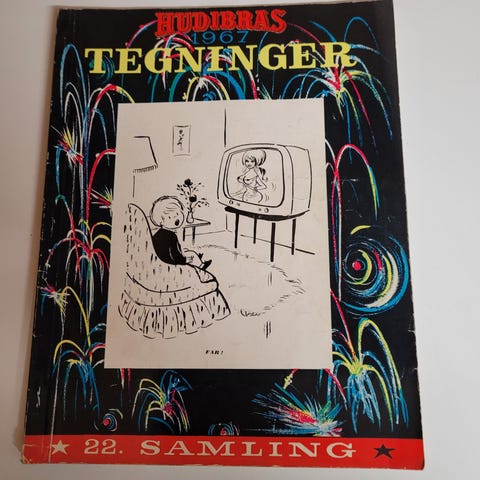 HUDIBRAS
1967
TEGNINGER
FAR!
22. SAMLING